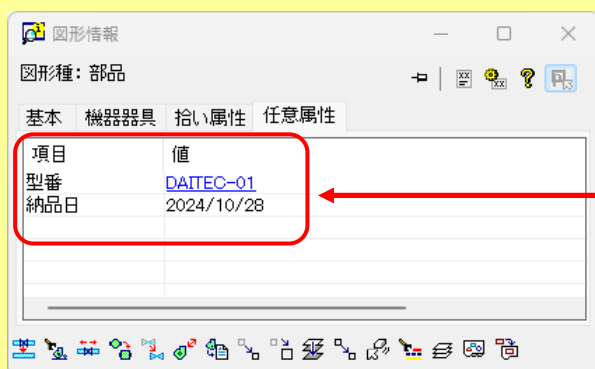 図形情報
図形種：部品
基本 機器器具 拾い属性 任意属性
項目 値
型番 DAITEC-01
納品日 2024/10/28